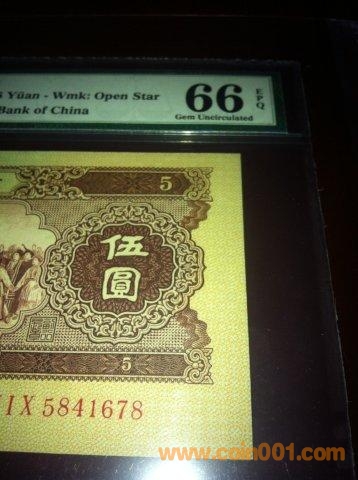 5 Yüan - Wmk: Open Star
Bank of China
66
EPQ
Gem Uncirculated
5
伍圓
5
IX 5841678
www.coin001.com